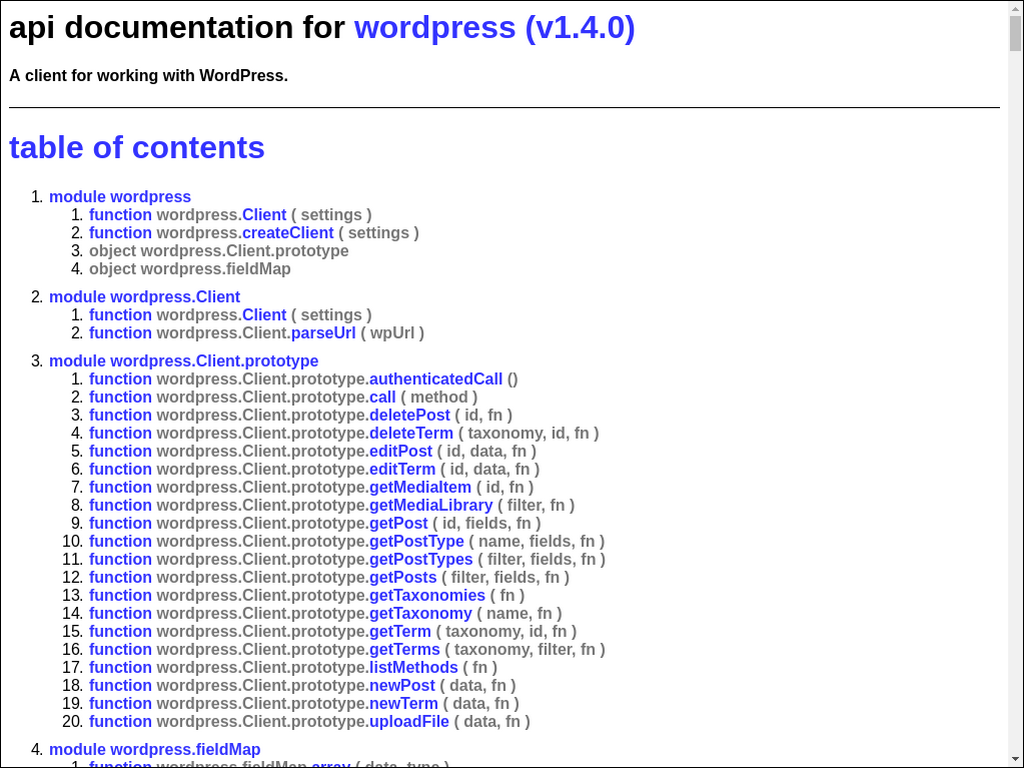 api documentation for wordpress (v1.4.0)
A client for working with WordPress.
table of contents
1. module wordpress
1. function wordpress.Client ( settings )
2. function wordpress.createClient ( settings )
3. object wordpress.Client.prototype
4. object wordpress.fieldMap
2. module wordpress.Client
1. function wordpress.Client ( settings )
2. function wordpress.Client.parseUrl ( wpUrl )
3. module wordpress.Client.prototype
1. function wordpress.Client.prototype.authenticatedCall ()
2. function wordpress.Client.prototype.call ( method )
3. function wordpress.Client.prototype.deletePost ( id, fn )
4. function wordpress.Client.prototype.deleteTerm ( taxonomy, id, fn )
5. function wordpress.Client.prototype.editPost ( id, data, fn )
6. function wordpress.Client.prototype.editTerm ( id, data, fn )
7. function wordpress.Client.prototype.getMediaItem ( id, fn )
8. function wordpress.Client.prototype.getMediaLibrary ( filter, fn )
9. function wordpress.Client.prototype.getPost ( id, fields, fn )
10. function wordpress.Client.prototype.getPostType ( name, fields, fn )
11. function wordpress.Client.prototype.getPostTypes ( filter, fields, fn )
12. function wordpress.Client.prototype.getPosts ( filter, fields, fn )
13. function wordpress.Client.prototype.getTaxonomies ( fn )
14. function wordpress.Client.prototype.getTaxonomy ( name, fn )
15. function wordpress.Client.prototype.getTerm ( taxonomy, id, fn )
16. function wordpress.Client.prototype.getTerms ( taxonomy, filter, fn )
17. function wordpress.Client.prototype.listMethods ( fn )
18. function wordpress.Client.prototype.newPost ( data, fn )
19. function wordpress.Client.prototype.newTerm ( data, fn )
20. function wordpress.Client.prototype.uploadFile ( data, fn )
4. module wordpress.fieldMap
1. function wordpress.fieldMap.array ( data, type )